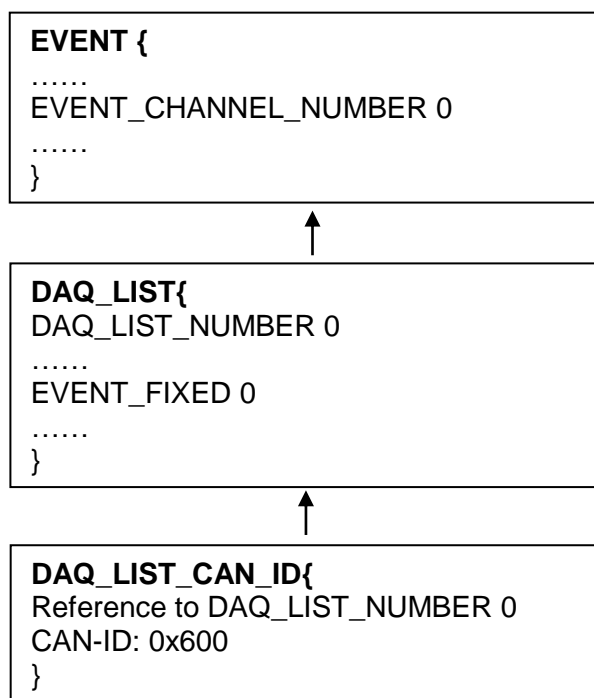 EVENT {
……
EVENT_CHANNEL_NUMBER 0
……
}
DAQ_LIST{
DAQ_LIST_NUMBER 0
……
EVENT_FIXED 0
……
}
DAQ_LIST_CAN_ID{
Reference to DAQ_LIST_NUMBER 0
CAN-ID: 0x600
}